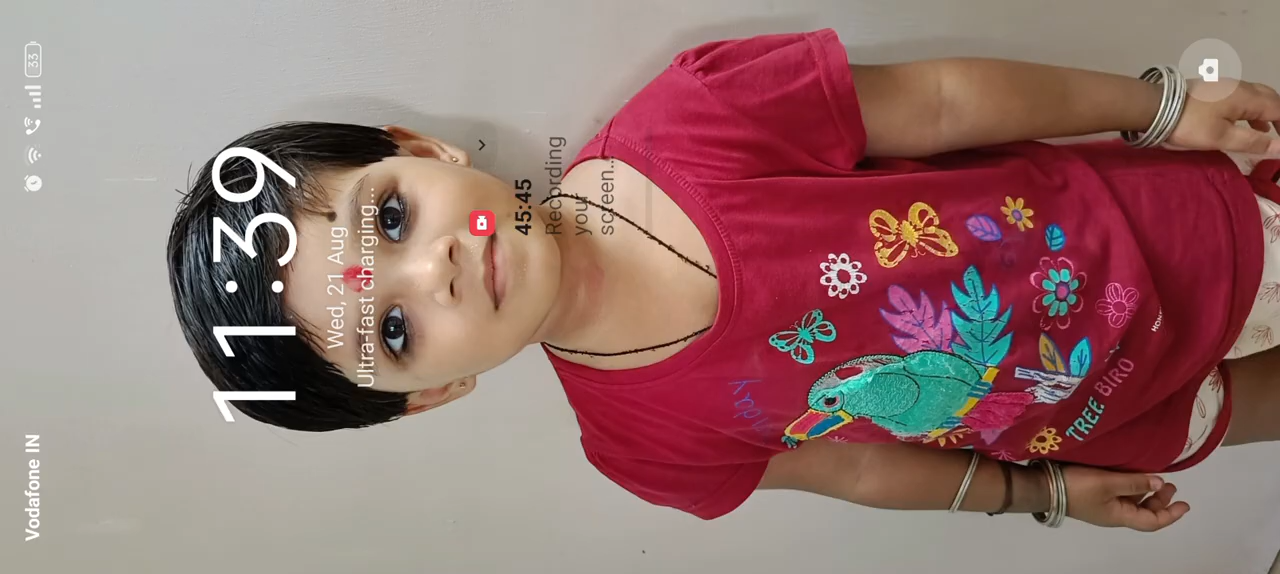 Vodafone IN
33
11:39
Wed, 21 Aug
Ultra-fast charging...
45:45
Recording
your
screen...
TREE BIRD